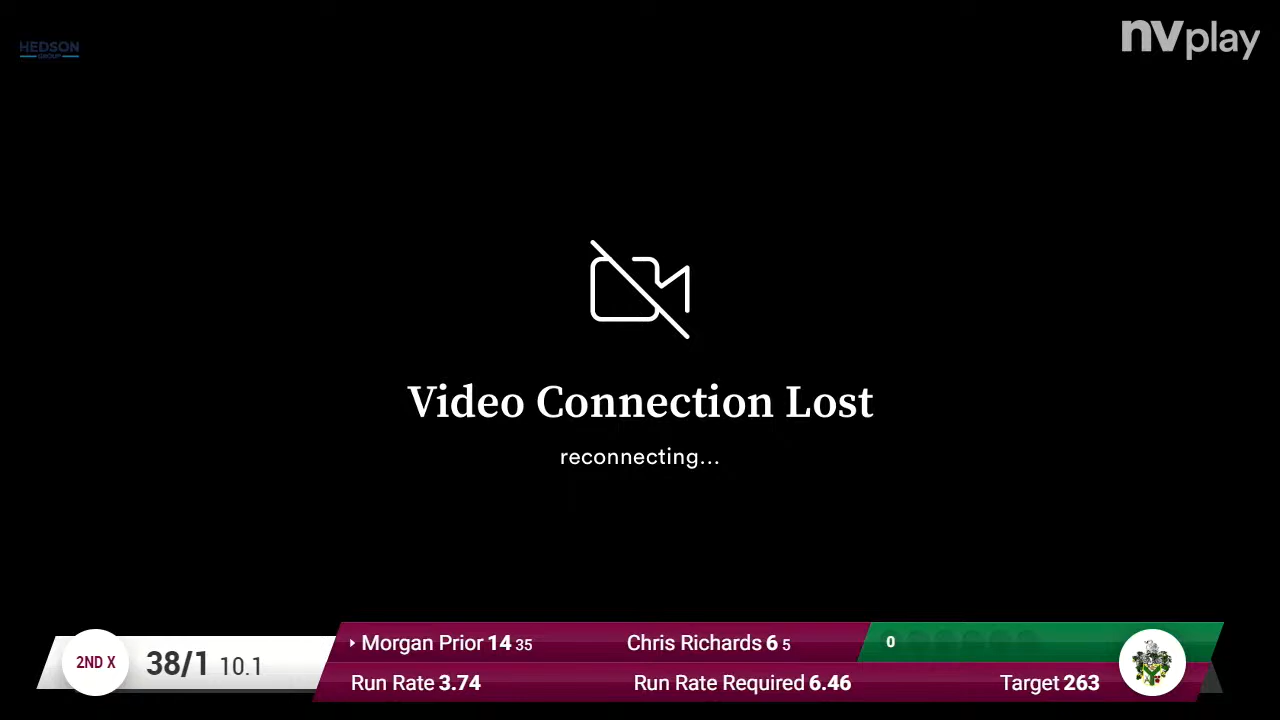 HEDSON
GROUP
nvplay
Video Connection Lost
reconnecting...
2ND X
38/1 10.1
Morgan Prior 14 35
Chris Richards 6 5
0
Run Rate 3.74
Run Rate Required 6.46
Target 263